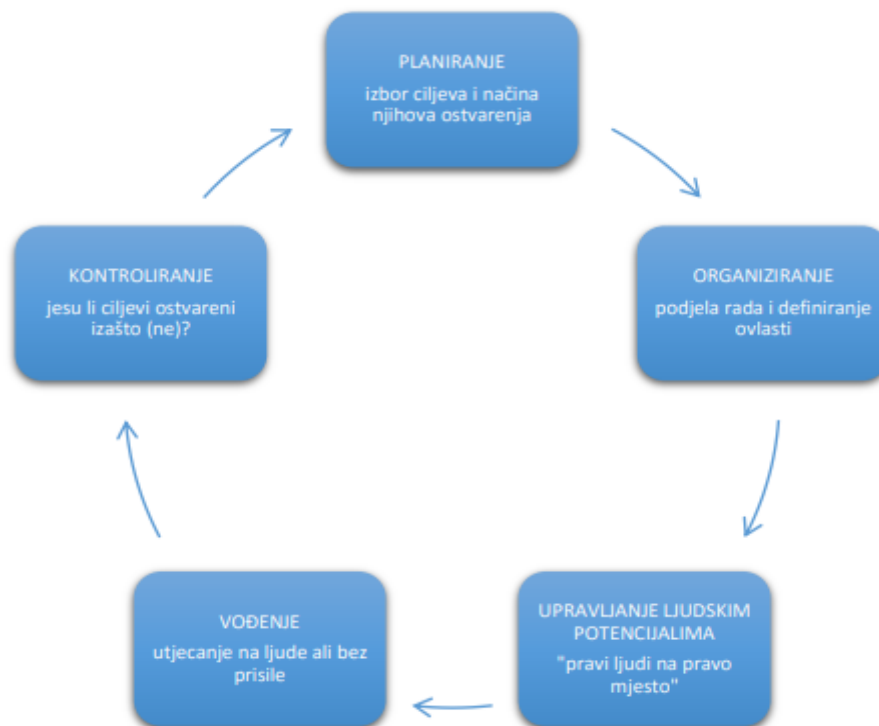 PLANIRANJE
izbor ciljeva i načina
njihova ostvarenja
ORGANIZIRANJE
podjela rada i definiranje
ovlasti
UPRAVLJANJE LJUDSKIM
POTENCIJALIMA
"pravi ljudi na pravo
mjesto"
VOĐENJE
utjecanje na ljude ali bez
prisile
KONTROLIRANJE
jesu li ciljevi ostvareni
izašto (ne)?